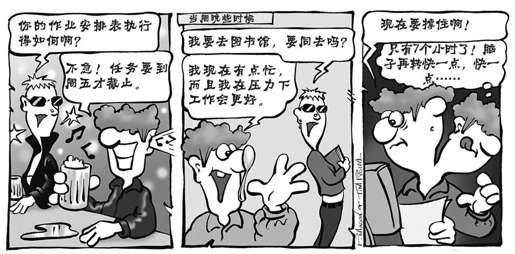 你的作业安排表执行
得如何啊?
不急!任务要到
周五才截止。
当周晚些时候
我要去图书馆,要同去吗?
我现在有点忙,
而且我在压力下
工作会更好。
现在要撑住啊!
只有7个小时了!脑
子再转快一点,快一
点……